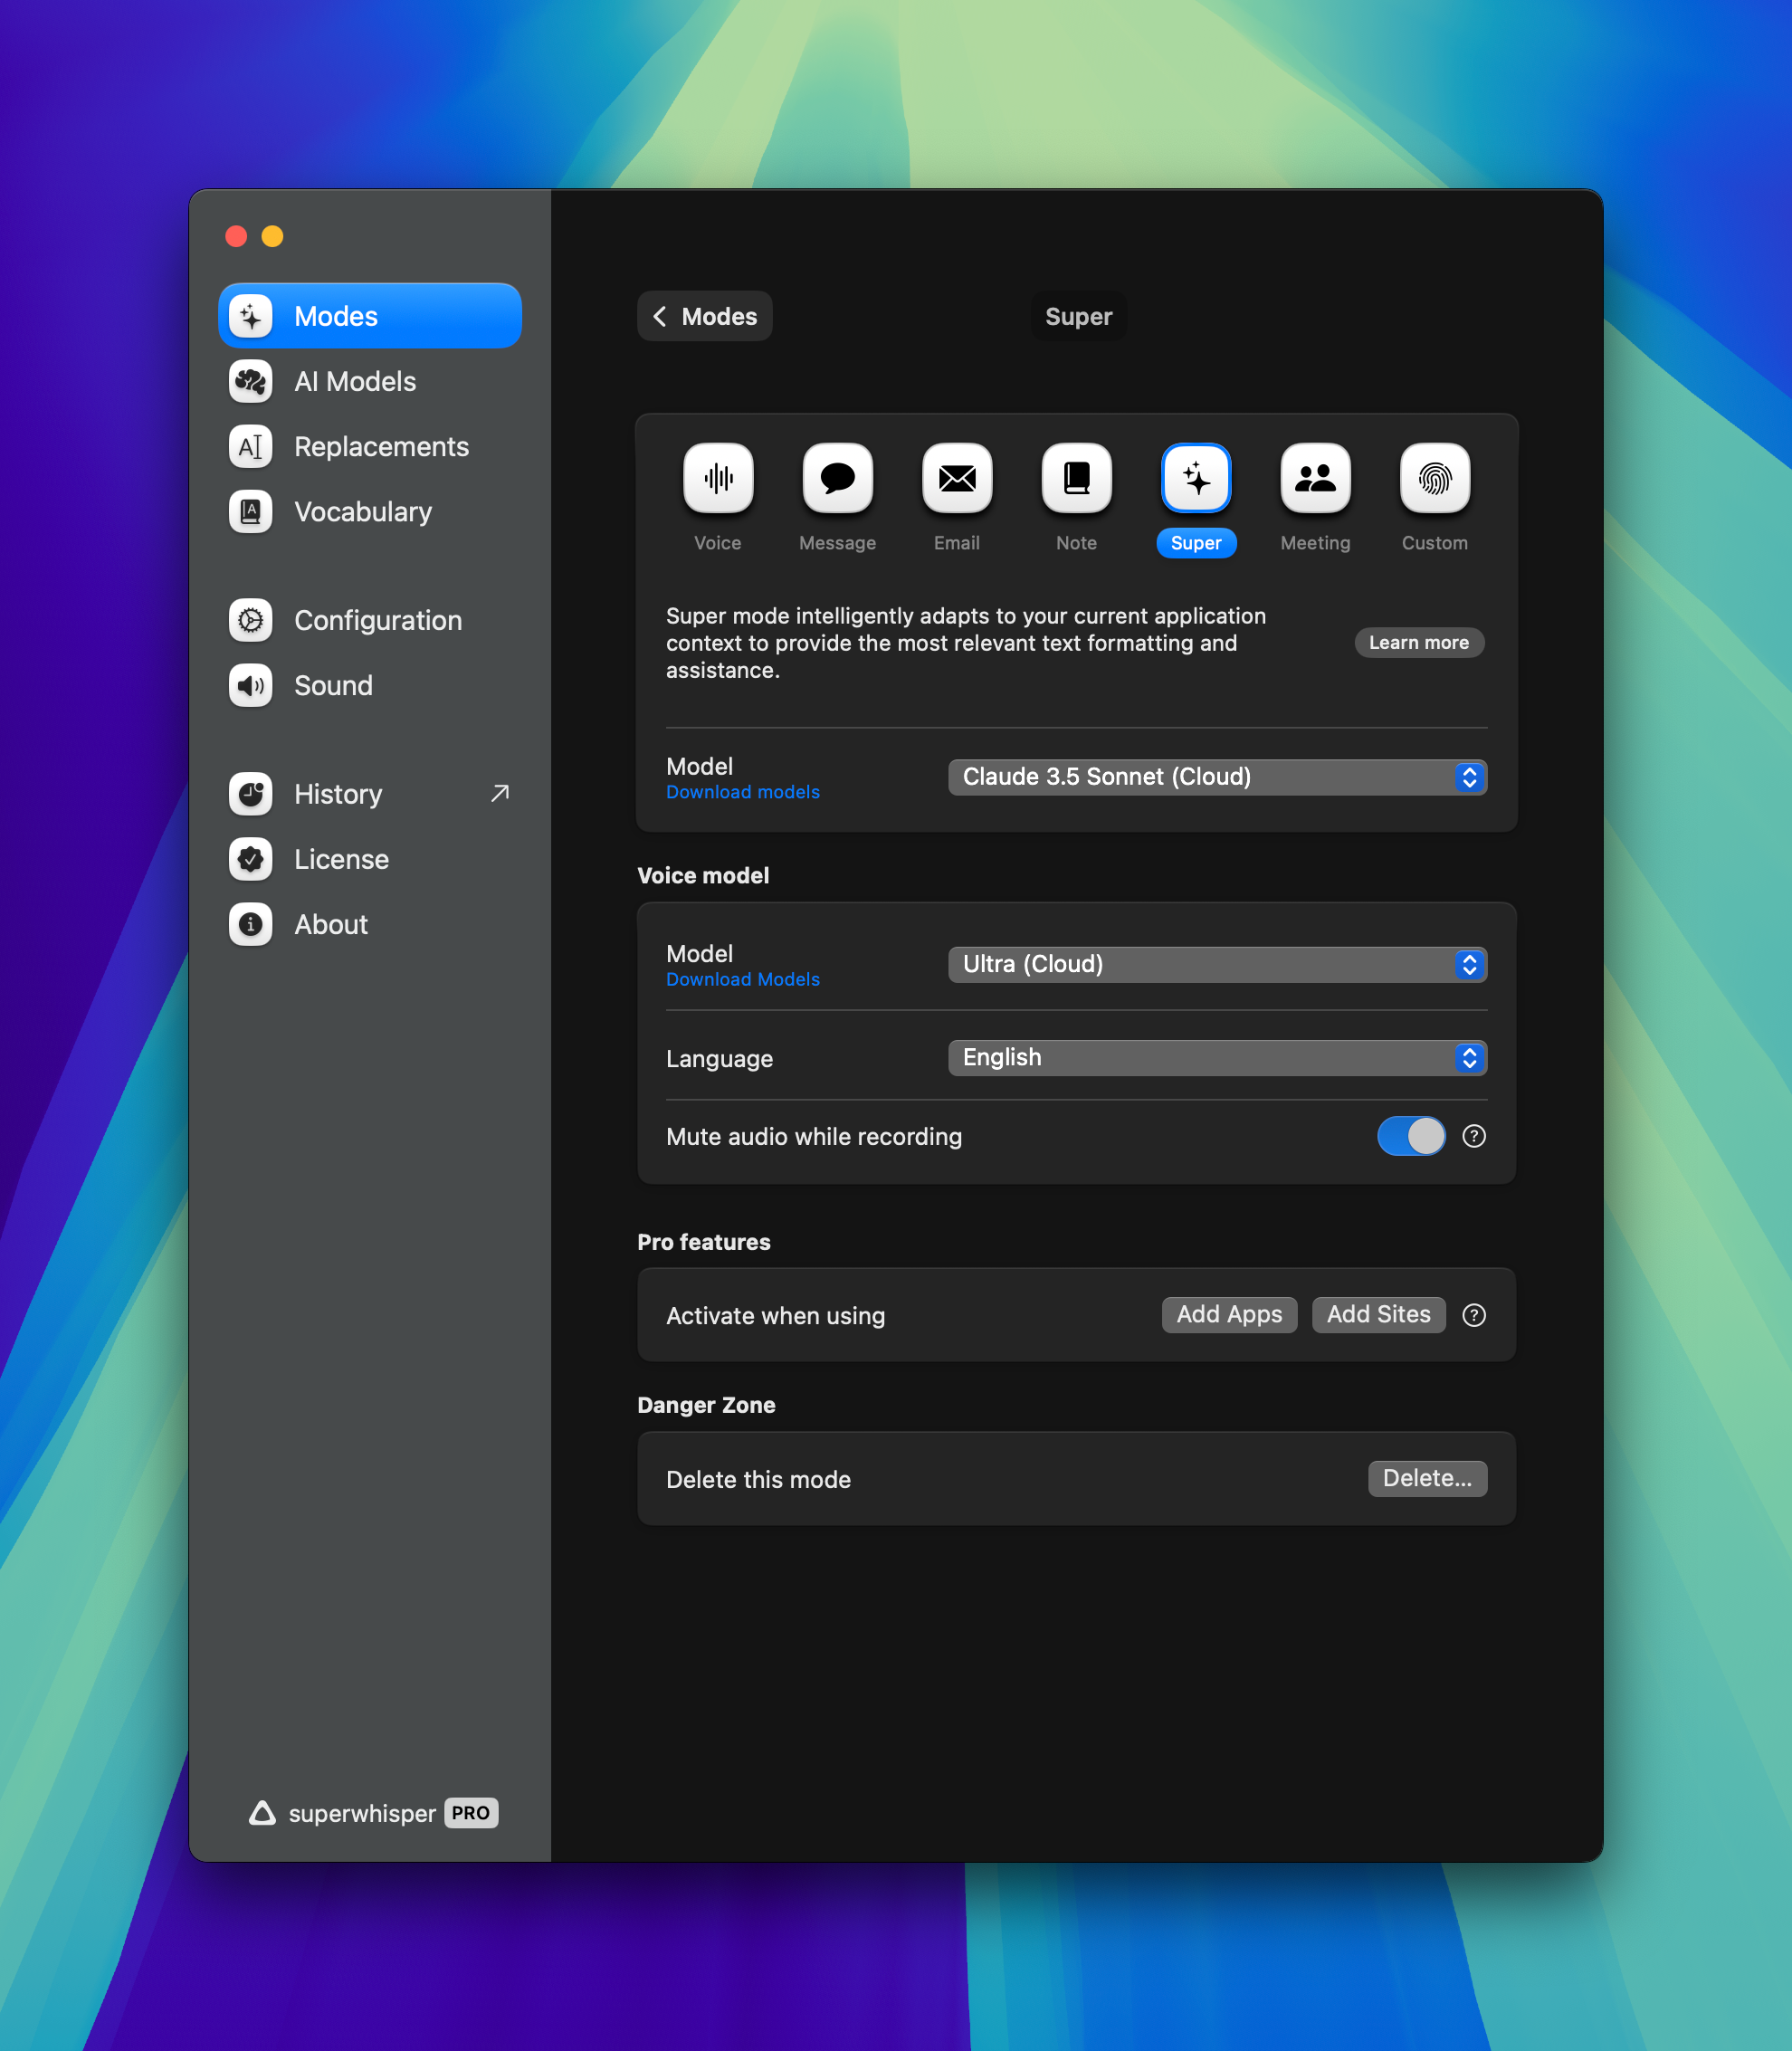 Modes
AI Models
Replacements
Vocabulary
Configuration
Sound
History
License
About
superwhisper PRO
Modes
Super
Voice
Message
Email
Note
Super
Meeting
Custom
Super mode intelligently adapts to your current application
context to provide the most relevant text formatting and
assistance.
Learn more
Model
Download models
Claude 3.5 Sonnet (Cloud)
Voice model
Model
Download Models
Ultra (Cloud)
Language
English
Mute audio while recording
?
Pro features
Activate when using
Add Apps
Add Sites
?
Danger Zone
Delete this mode
Delete...